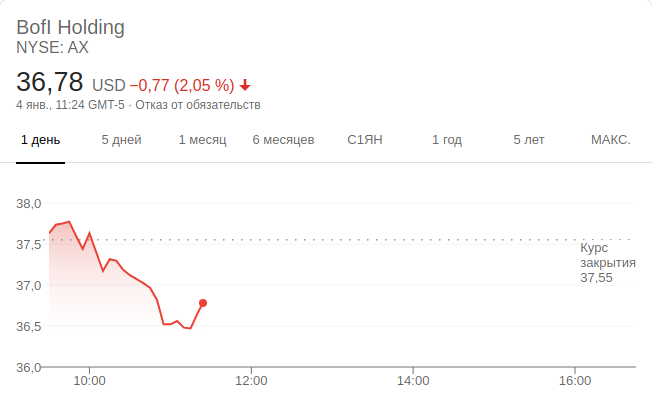 BofI Holding
NYSE: AX
36,78 USD −0,77 (2,05 %)
4 янв., 11:24 GMT-5 · Отказ от обязательств
1 день 5 дней 1 месяц 6 месяцев С1ЯН 1 год 5 лет МАКС.
38,0
37,5
Курс
закрытия
37,55
37,0
36,5
36,0
10:00 12:00 14:00 16:00